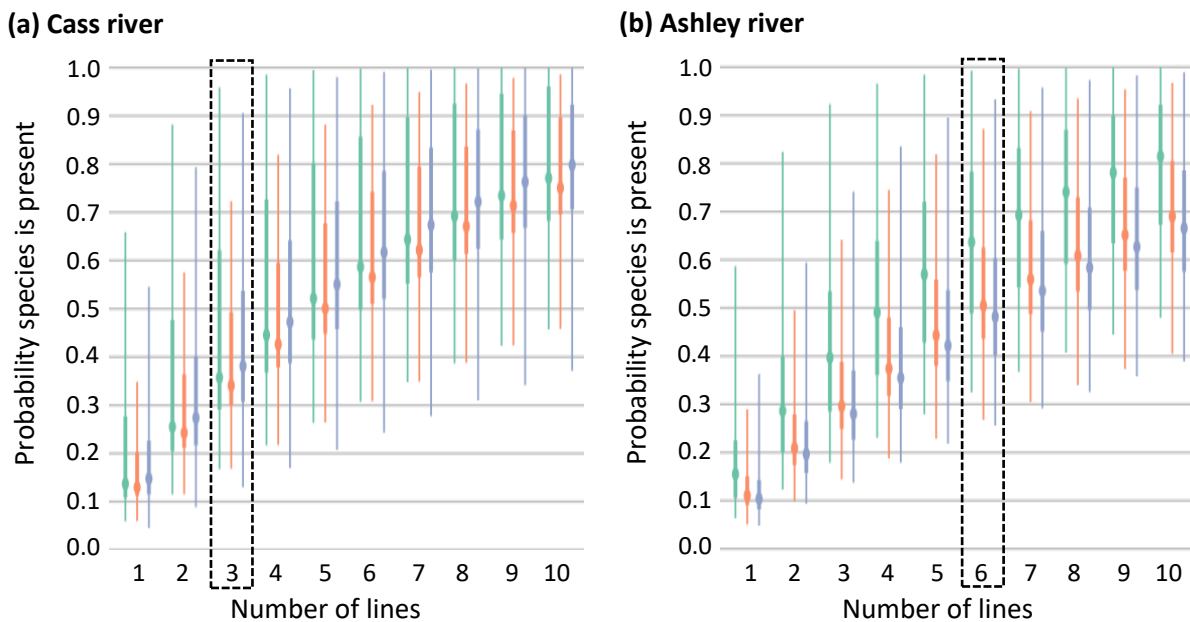 (a) Cass river
Probability species is present
1.0
0.9
0.8
0.7
0.6
0.5
0.4
0.3
0.2
0.1
0.0
1 2 3 4 5 6 7 8 9 10
Number of lines
(b) Ashley river
Probability species is present
1.0
0.9
0.8
0.7
0.6
0.5
0.4
0.3
0.2
0.1
0.0
1 2 3 4 5 6 7 8 9 10
Number of lines